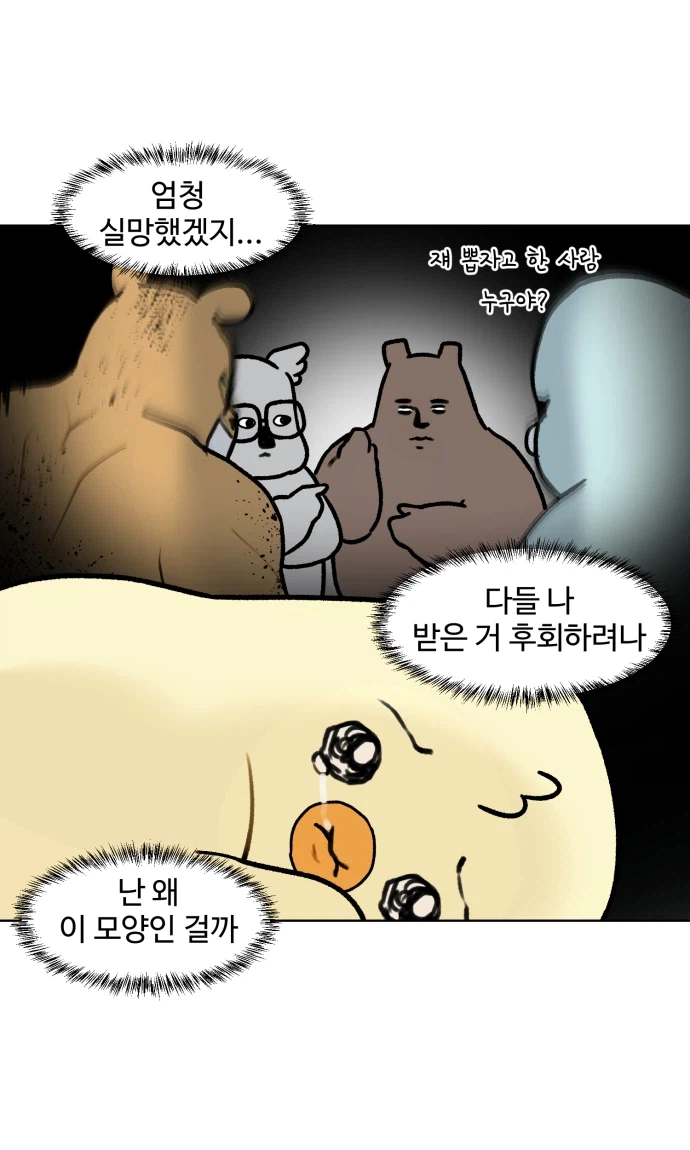 엄청
실망했겠지...
쟤 뽑자고 한 사람
누구야?
다들 나
받은 거 후회하려나
난 왜
이 모양인 걸까